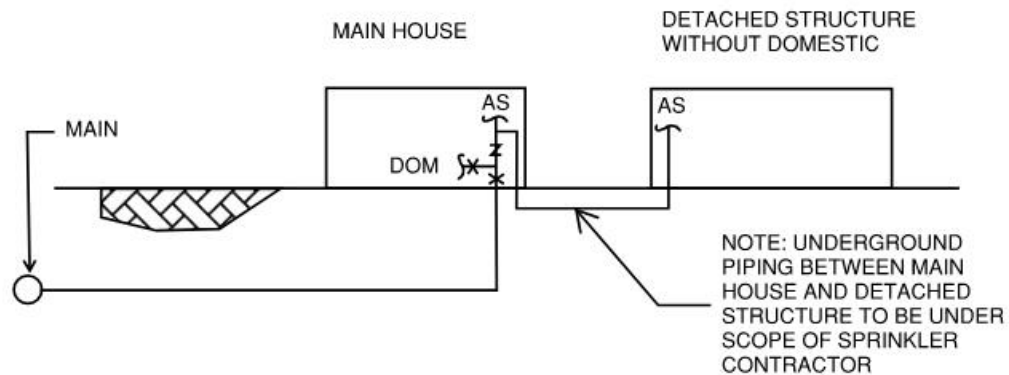 MAIN HOUSE
DETACHED STRUCTURE
WITHOUT DOMESTIC
AS
AS
MAIN
DOM
NOTE: UNDERGROUND
PIPING BETWEEN MAIN
HOUSE AND DETACHED
STRUCTURE TO BE UNDER
SCOPE OF SPRINKLER
CONTRACTOR